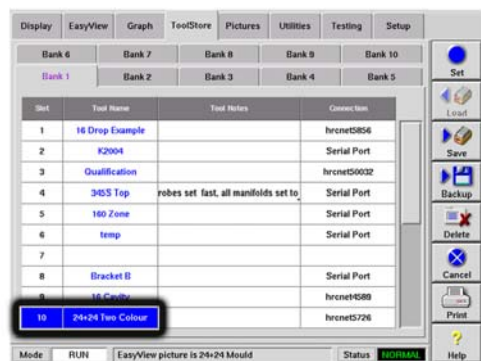 Display EasyView Graph ToolStore Pictures Utilities Testing Setup
Bank 6 Bank 7 Bank 8 Bank 9 Bank 10
Bank 1 Bank 2 Bank 3 Bank 4 Bank 5
Slot Tool Name Tool Notes Connection
1 16 Drop Example hrcnet5856
2 K2004 Serial Port
3 Qualification hrcnet50032
4 345S Top robes set fast, all manifolds set to Serial Port
5 160 Zone Serial Port
6 temp Serial Port
7
8 Bracket B Serial Port
9 16 Cavity hrcnet4589
10 24+24 Two Colour hrcnet5726
Set
Load
Save
Backup
Delete
Cancel
Print
Help
Mode RUN EasyView picture is 24+24 Mould Status NORMAL